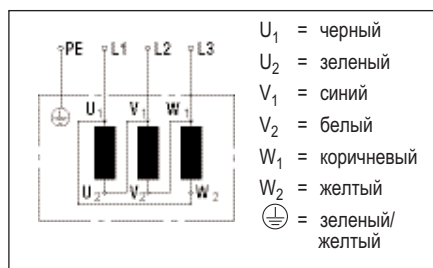 PE L1 L2 L3
U₁ V₁ W₁
U₂ V₂ W₂
U₁ = черный
U₂ = зеленый
V₁ = синий
V₂ = белый
W₁ = коричневый
W₂ = желтый
⏚ = зеленый/
желтый